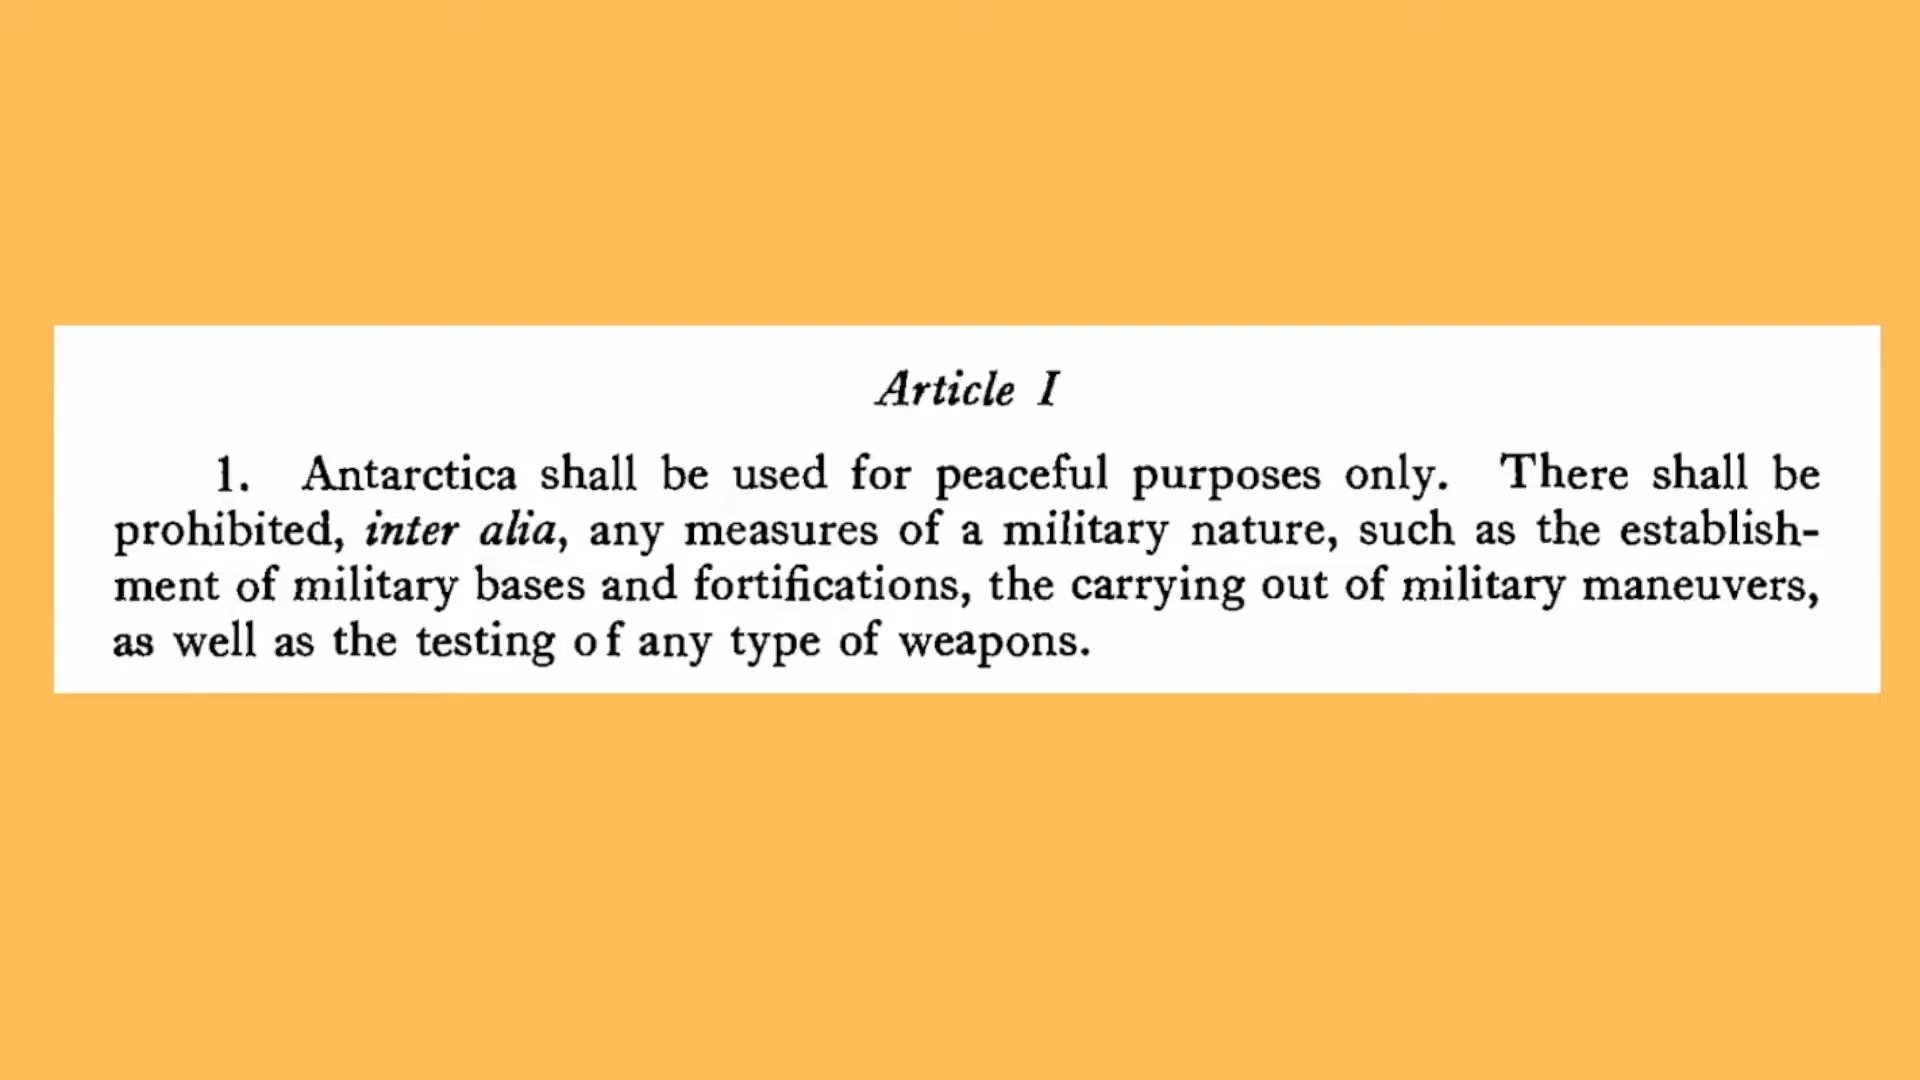 Article I
1. Antarctica shall be used for peaceful purposes only. There shall be
prohibited, inter alia, any measures of a military nature, such as the establish-
ment of military bases and fortifications, the carrying out of military maneuvers,
as well as the testing of any type of weapons.